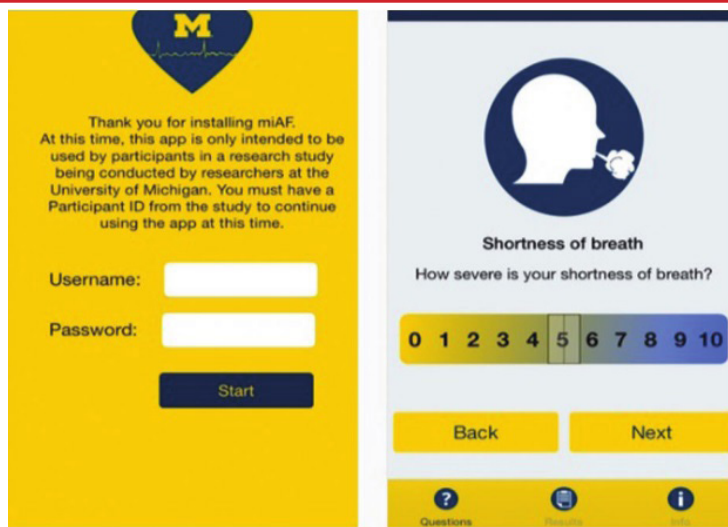 M
Thank you for installing miAF.
At this time, this app is only intended to be
used by participants in a research study
being conducted by researchers at the
University of Michigan. You must have a
Participant ID from the study to continue
using the app at this time.
Username:
Password:
Start
Shortness of breath
How severe is your shortness of breath?
0 1 2 3 4 5 6 7 8 9 10
Back Next
? i
Questions Results Info